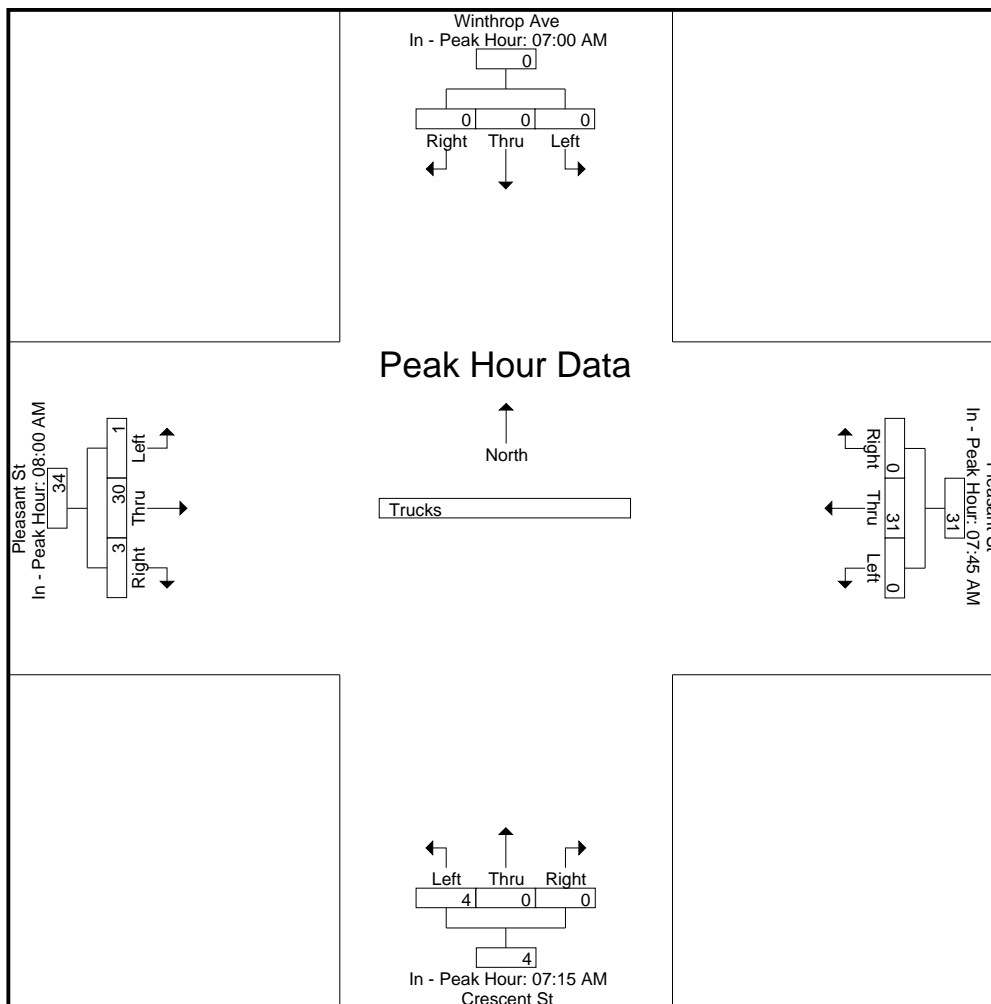 Winthrop Ave
In - Peak Hour: 07:00 AM
0
0 0 0
Right Thru Left
Peak Hour Data
North
Trucks
Pleasant St
In - Peak Hour: 08:00 AM
34
1 30 3
Left Thru Right
Right Thru Left
0 31 0
31
In - Peak Hour: 07:45 AM
Pleasant St
Left Thru Right
4 0 0
4
In - Peak Hour: 07:15 AM
Crescent St